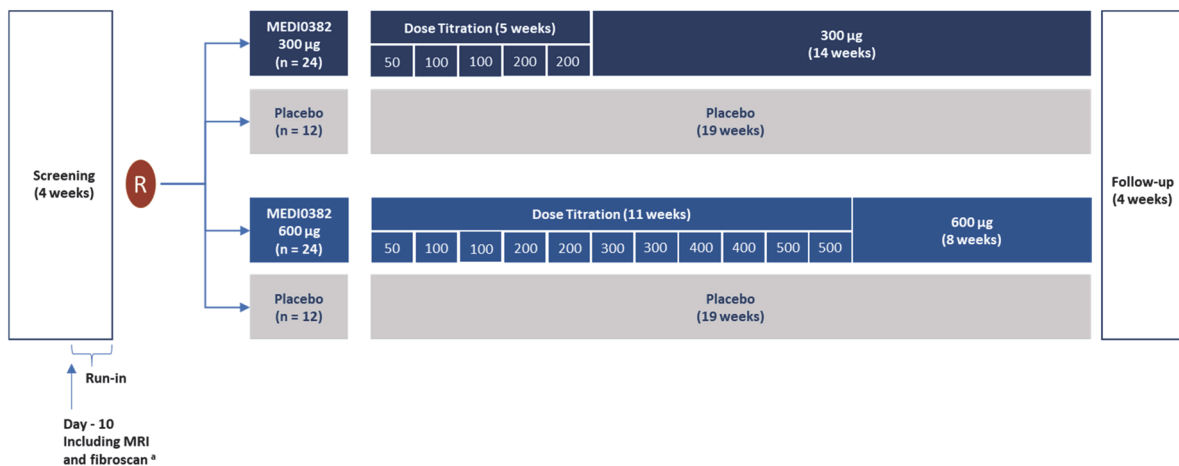 Screening
(4 weeks)
R
MEDI0382
300 µg
(n = 24)
Dose Titration (5 weeks)
50 100 100 200 200
300 µg
(14 weeks)
Placebo
(n = 12)
Placebo
(19 weeks)
MEDI0382
600 µg
(n = 24)
Dose Titration (11 weeks)
50 100 100 200 200 300 300 400 400 500 500
600 µg
(8 weeks)
Placebo
(n = 12)
Placebo
(19 weeks)
Follow-up
(4 weeks)
Run-in
Day - 10
Including MRI
and fibroscan ª